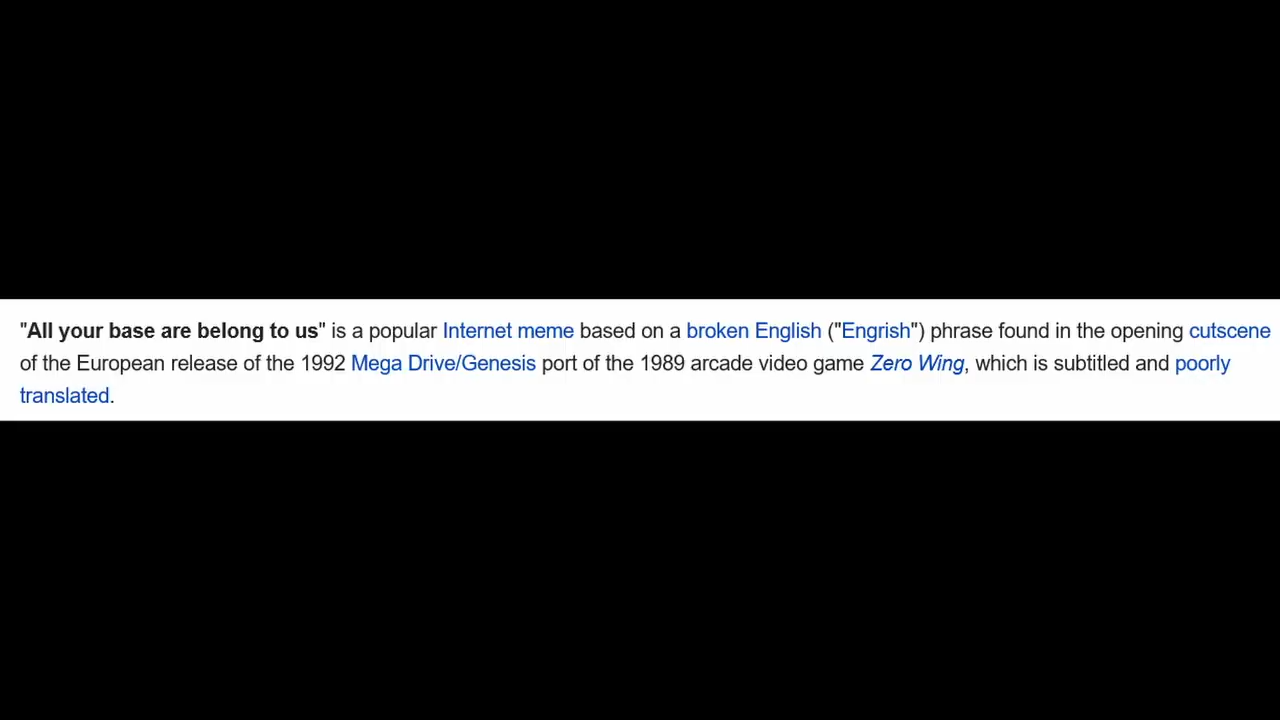 "All your base are belong to us" is a popular Internet meme based on a broken English ("Engrish") phrase found in the opening cutscene
of the European release of the 1992 Mega Drive/Genesis port of the 1989 arcade video game Zero Wing, which is subtitled and poorly
translated.